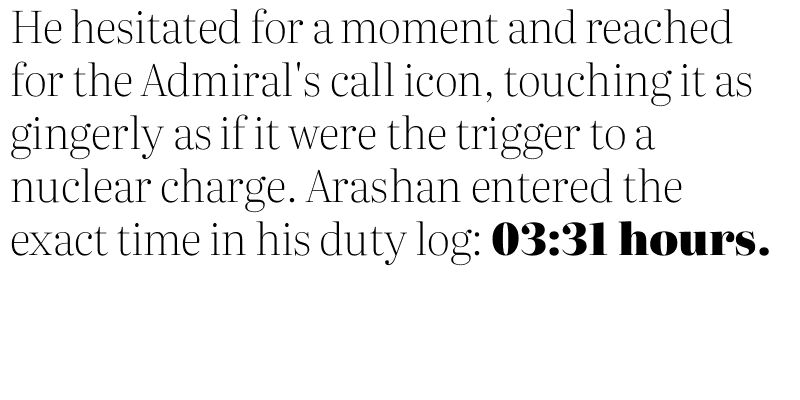 He hesitated for a moment and reached
for the Admiral's call icon, touching it as
gingerly as if it were the trigger to a
nuclear charge. Arashan entered the
exact time in his duty log: 03:31 hours.